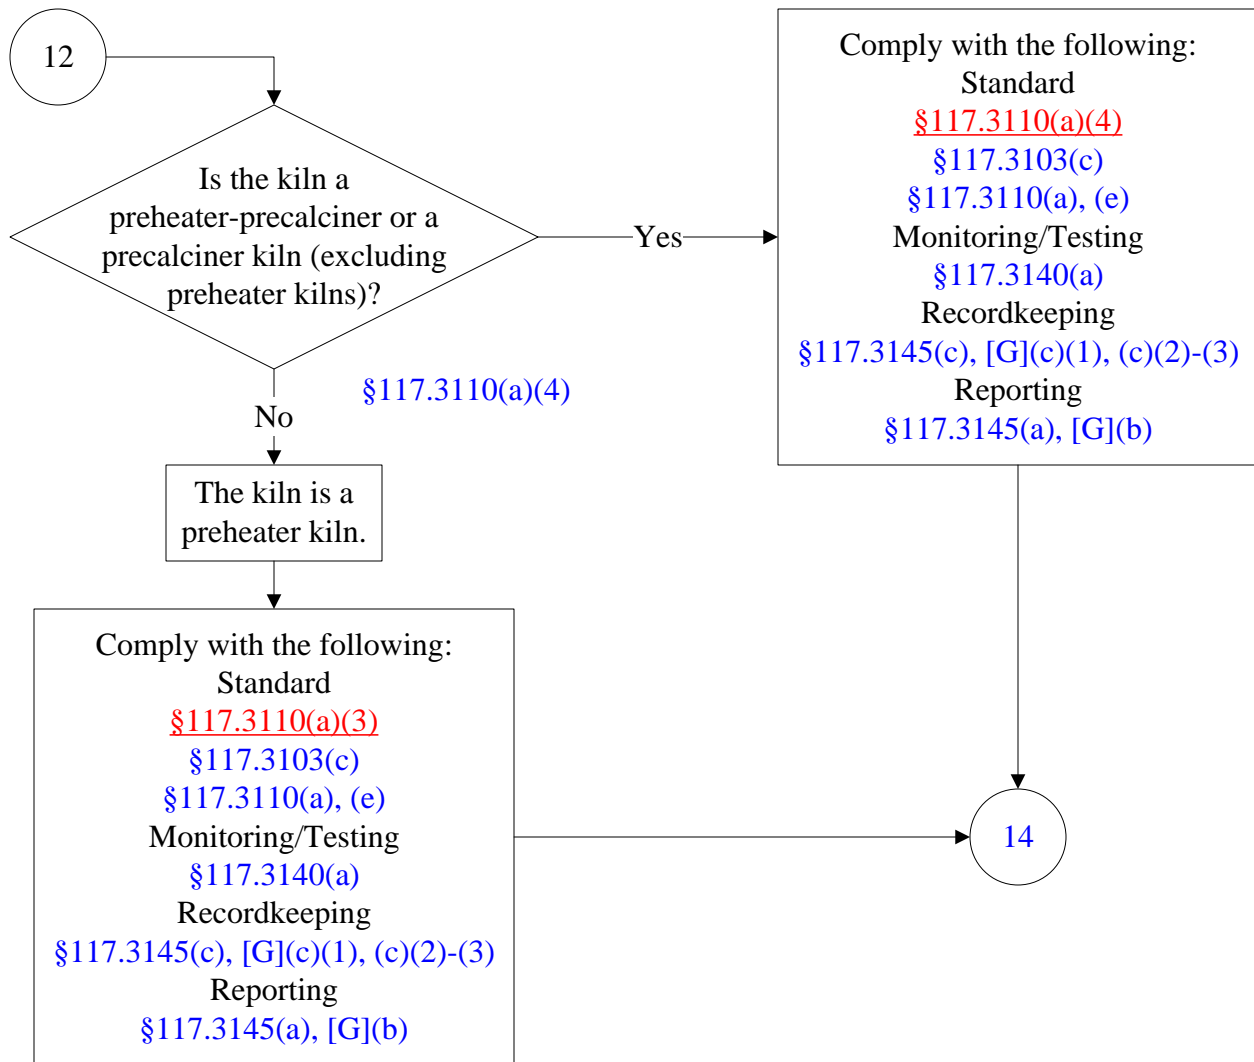 12
Is the kiln a
preheater-precalciner or a
precalciner kiln (excluding
preheater kilns)?
Yes
Comply with the following:
Standard
§117.3110(a)(4)
§117.3103(c)
§117.3110(a), (e)
Monitoring/Testing
§117.3140(a)
Recordkeeping
§117.3145(c), [G](c)(1), (c)(2)-(3)
Reporting
§117.3145(a), [G](b)
§117.3110(a)(4)
No
The kiln is a
preheater kiln.
Comply with the following:
Standard
§117.3110(a)(3)
§117.3103(c)
§117.3110(a), (e)
Monitoring/Testing
§117.3140(a)
Recordkeeping
§117.3145(c), [G](c)(1), (c)(2)-(3)
Reporting
§117.3145(a), [G](b)
14